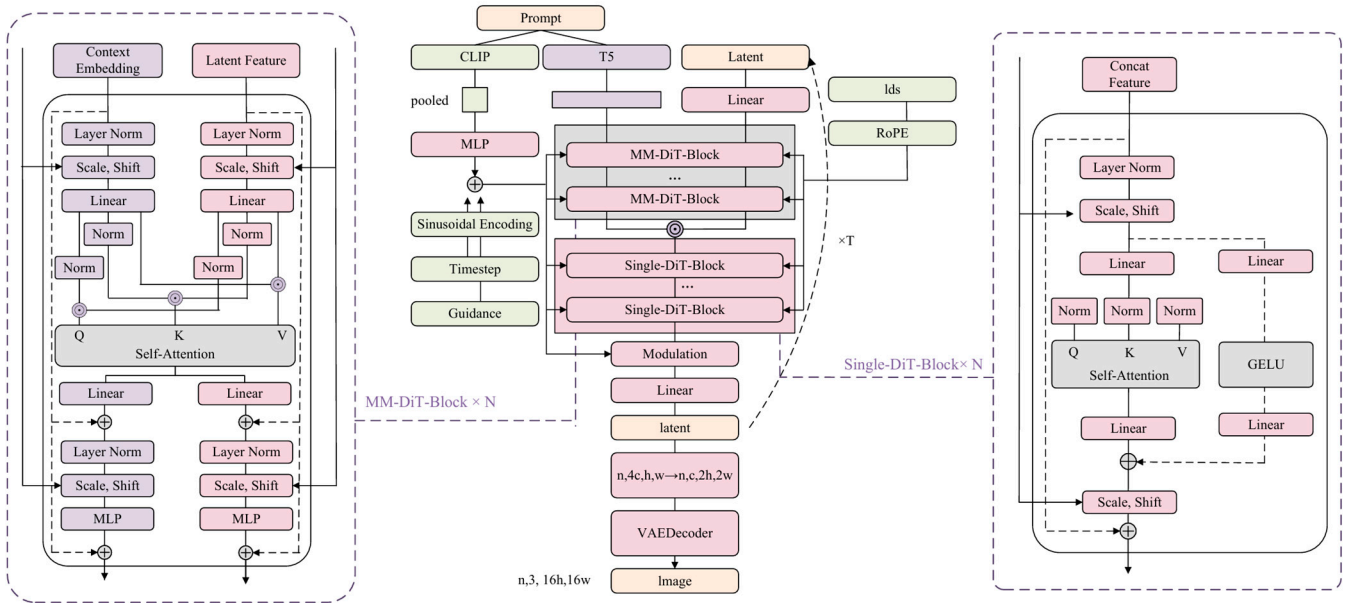 Context
Embedding
Latent Feature
Layer Norm
Layer Norm
Scale, Shift
Scale, Shift
Linear
Linear
Norm
Norm
Norm
Norm
Q
K
V
Self-Attention
Linear
Linear
Layer Norm
Layer Norm
Scale, Shift
Scale, Shift
MLP
MLP
MM-DiT-Block × N
Prompt
CLIP
T5
Latent
pooled
Linear
lds
RoPE
MLP
MM-DiT-Block
...
MM-DiT-Block
Sinusoidal Encoding
Timestep
Guidance
×T
Single-DiT-Block
...
Single-DiT-Block
Modulation
Linear
latent
n,4c,h,w→n,c,2h,2w
VAEDecoder
n,3, 16h,16w
lmage
Single-DiT-Block× N
Concat
Feature
Layer Norm
Scale, Shift
Linear
Linear
Norm
Norm
Norm
Q
K
V
Self-Attention
GELU
Linear
Linear
Scale, Shift